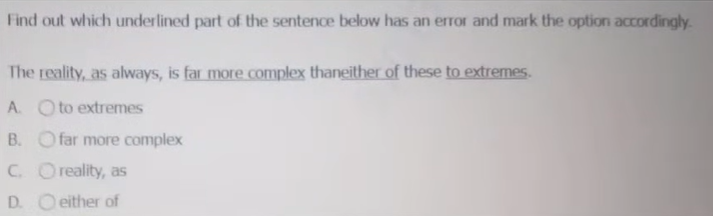 Find out which underlined part of the sentence below has an error and mark the option accordingly.
The reality, as always, is far more complex thaneither of these to extremes.
A. to extremes
B. far more complex
C. reality, as
D. either of